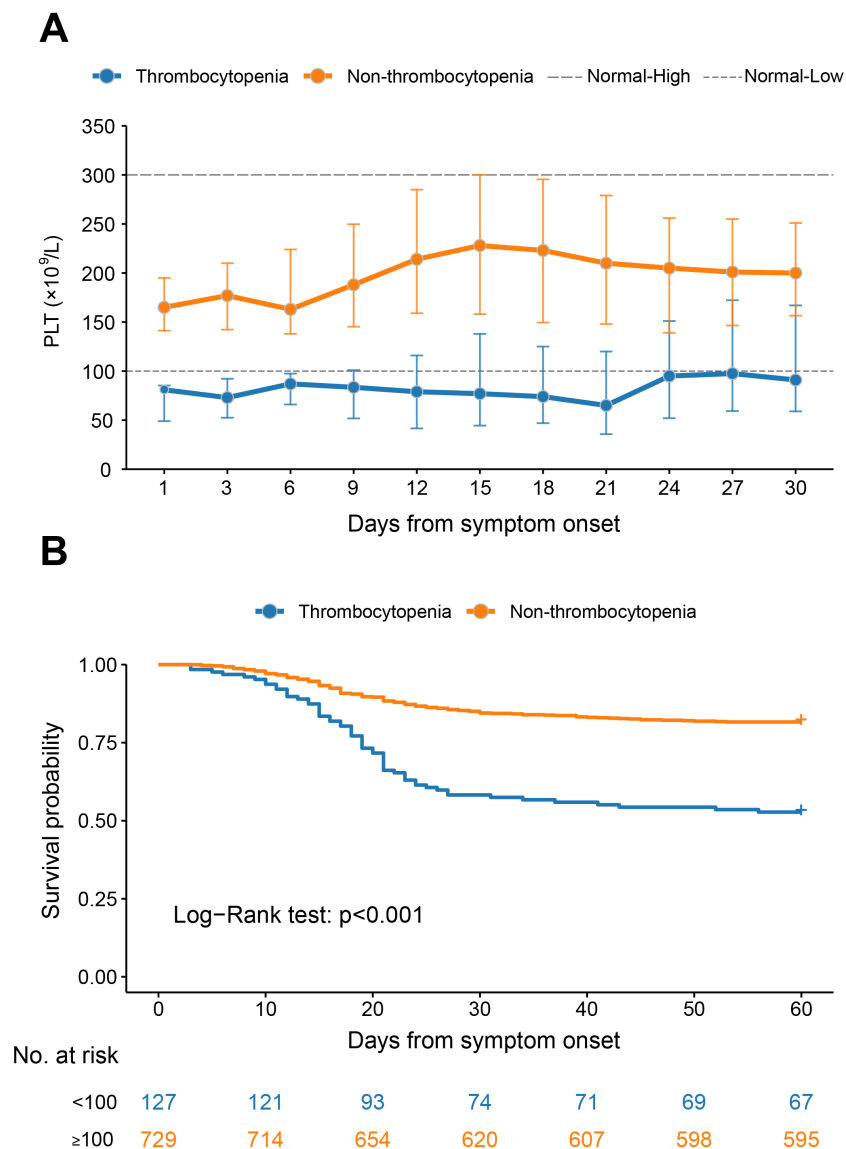 A
Thrombocytopenia Non-thrombocytopenia Normal-High Normal-Low
350
300
250
200
150
100
50
0
PLT (×10⁹/L)
1 3 6 9 12 15 18 21 24 27 30
Days from symptom onset
B
Thrombocytopenia Non-thrombocytopenia
1.00
0.75
0.50
0.25
0.00
Survival probability
Log−Rank test: p<0.001
0 10 20 30 40 50 60
Days from symptom onset
No. at risk
<100 127 121 93 74 71 69 67
≥100 729 714 654 620 607 598 595